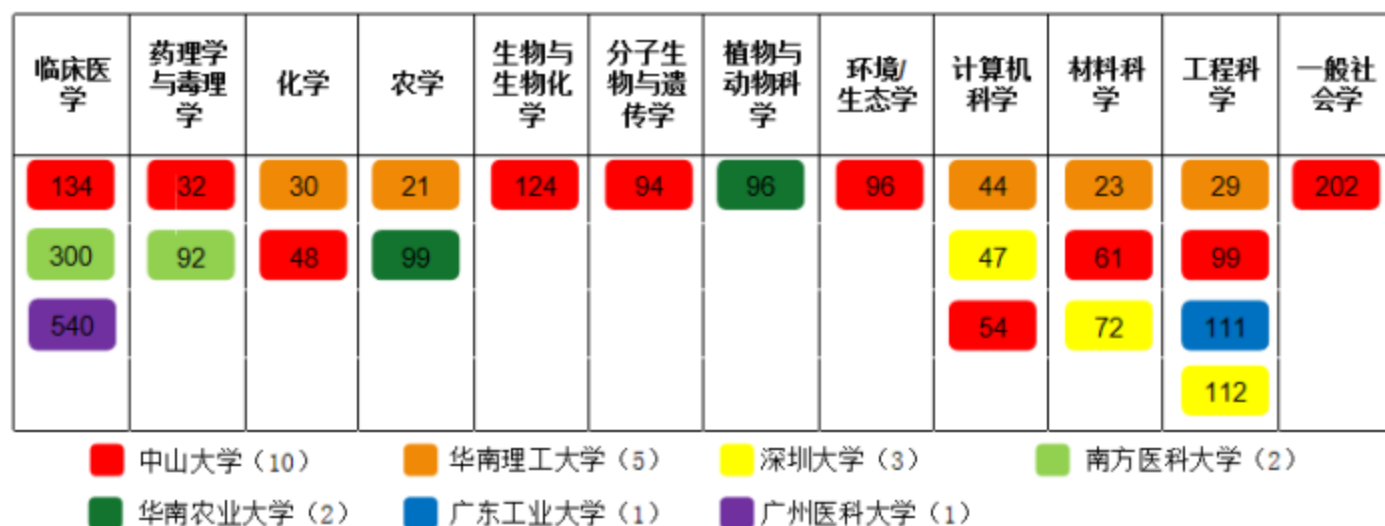 临床医学 药理学与毒理学 化学 农学 生物与生物化学 分子生物与遗传学 植物与动物科学 环境/生态学 计算机科学 材料科学 工程科学 一般社会学
134 32 30 21 124 94 96 96 44 23 29 202
300 92 48 99 47 61 99
540 54 72 111
112
中山大学（10） 华南理工大学（5） 深圳大学（3） 南方医科大学（2）
华南农业大学（2） 广东工业大学（1） 广州医科大学（1）